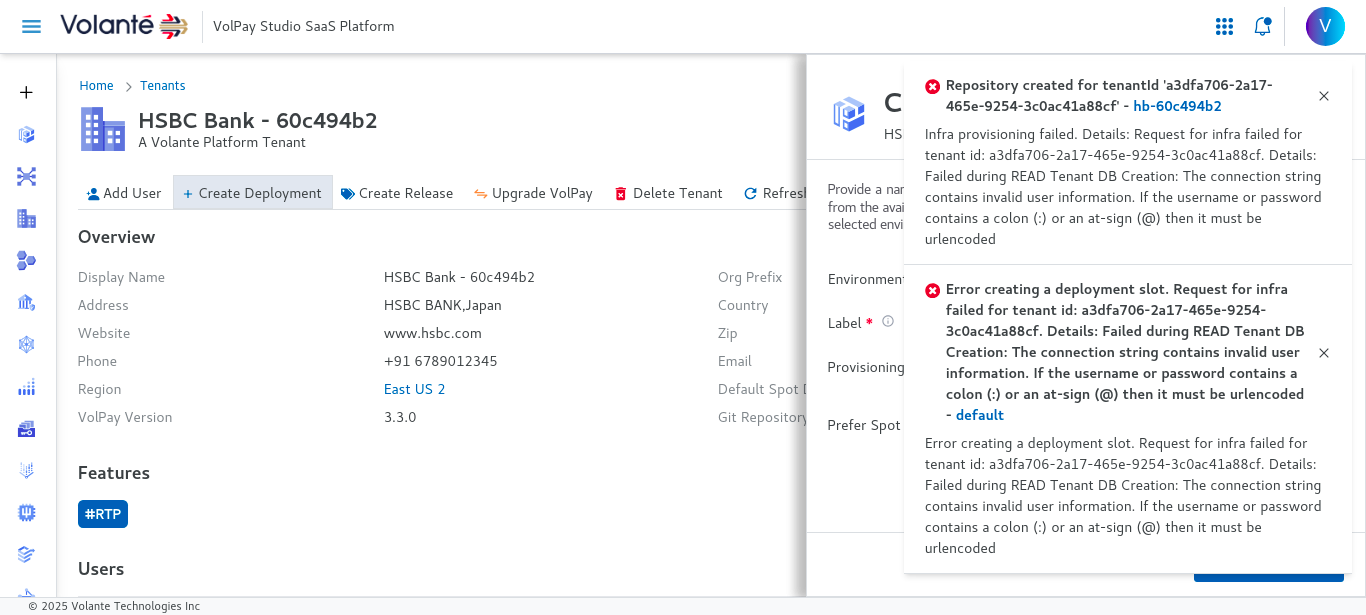 Volanté
VolPay Studio SaaS Platform
V
Home
Tenants
HSBC Bank - 60c494b2
A Volante Platform Tenant
Add User
+ Create Deployment
Create Release
Upgrade VolPay
Delete Tenant
Refresh
Overview
Display Name
HSBC Bank - 60c494b2
Org Prefix
Address
HSBC BANK,Japan
Country
Website
www.hsbc.com
Zip
Phone
+91 6789012345
Email
Region
East US 2
Default Spot D
VolPay Version
3.3.0
Git Repository
Features
#RTP
Users
C
HS
Provide a nar
from the avai
selected envi
Environment
Label *
Provisioning
Prefer Spot
Repository created for tenantId 'a3dfa706-2a17-
465e-9254-3c0ac41a88cf' - hb-60c494b2
Infra provisioning failed. Details: Request for infra failed for
tenant id: a3dfa706-2a17-465e-9254-3c0ac41a88cf. Details:
Failed during READ Tenant DB Creation: The connection string
contains invalid user information. If the username or password
contains a colon (:) or an at-sign (@) then it must be
urlencoded
Error creating a deployment slot. Request for infra
failed for tenant id: a3dfa706-2a17-465e-9254-
3c0ac41a88cf. Details: Failed during READ Tenant DB
Creation: The connection string contains invalid user
information. If the username or password contains a
colon (:) or an at-sign (@) then it must be urlencoded
- default
Error creating a deployment slot. Request for infra failed for
tenant id: a3dfa706-2a17-465e-9254-3c0ac41a88cf. Details:
Failed during READ Tenant DB Creation: The connection string
contains invalid user information. If the username or password
contains a colon (:) or an at-sign (@) then it must be
urlencoded
© 2025 Volante Technologies Inc